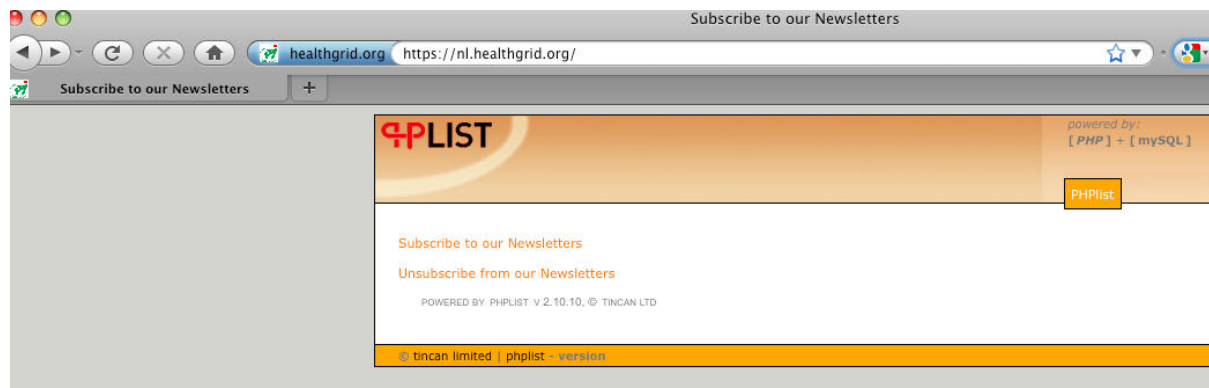 Subscribe to our Newsletters
healthgrid.org https://nl.healthgrid.org/
Subscribe to our Newsletters +
PHPLIST
powered by:
[ PHP ] + [ mySQL ]
PHPlist
Subscribe to our Newsletters
Unsubscribe from our Newsletters
POWERED BY PHPLIST V 2.10.10, © TINCAN LTD
© tincan limited | phplist - version